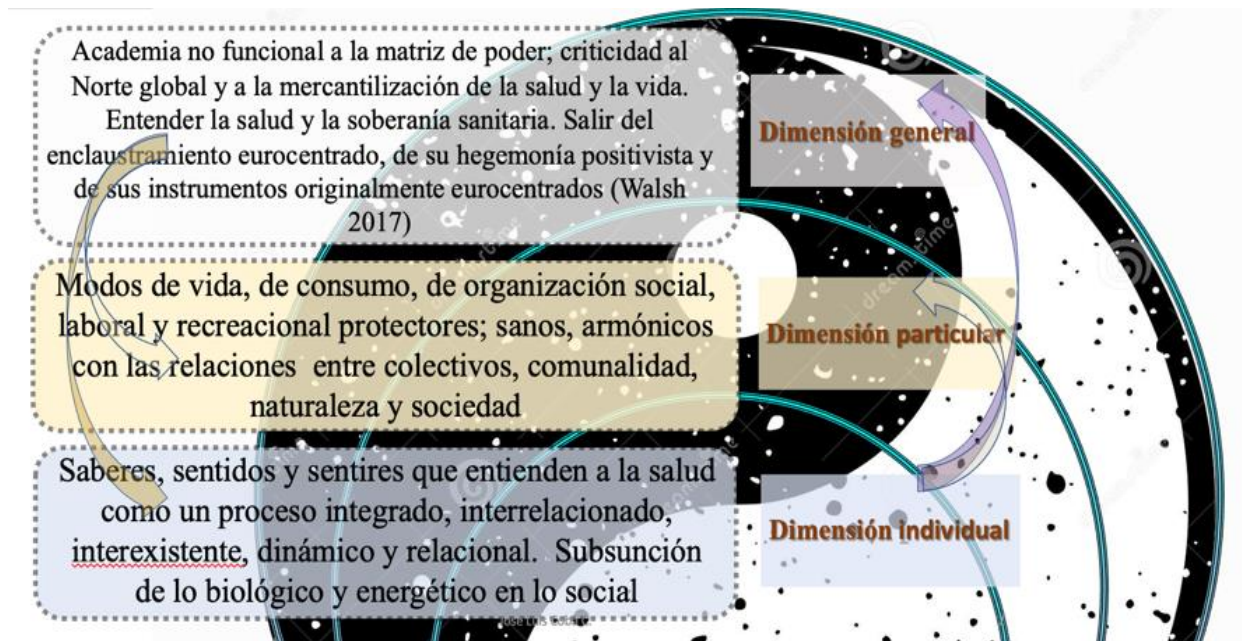 Academia no funcional a la matriz de poder; criticidad al
Norte global y a la mercantilización de la salud y la vida.
Entender la salud y la soberanía sanitaria. Salir del
enclaustramiento eurocentrado, de su hegemonía positivista y
de sus instrumentos originalmente eurocentrados (Walsh
2017)
Dimensión general
Modos de vida, de consumo, de organización social,
laboral y recreacional protectores; sanos, armónicos
con las relaciones entre colectivos, comunalidad,
naturaleza y sociedad
Dimensión particular
Saberes, sentidos y sentires que entienden a la salud
como un proceso integrado, interrelacionado,
interexistente, dinámico y relacional. Subsunción
de lo biológico y energético en lo social
Dimensión individual
José Luis
dreamstime